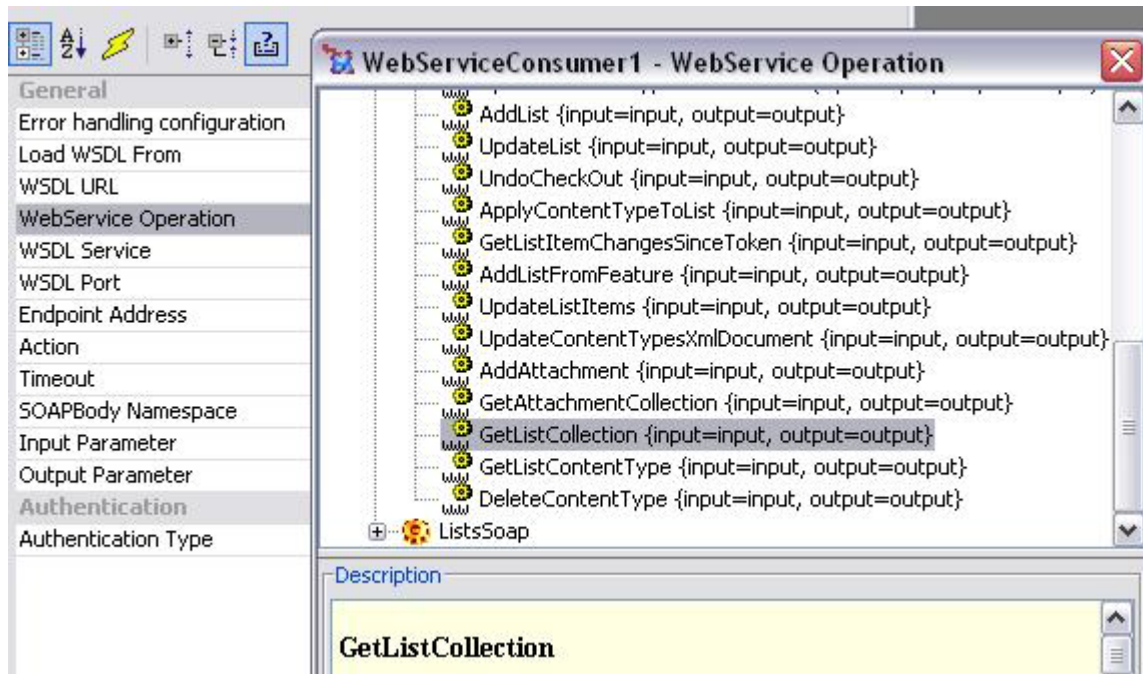 General
Error handling configuration
Load WSDL From
WSDL URL
WebService Operation
WSDL Service
WSDL Port
Endpoint Address
Action
Timeout
SOAPBody Namespace
Input Parameter
Output Parameter
Authentication
Authentication Type
WebServiceConsumer1 - WebService Operation
AddList {input=input, output=output}
UpdateList {input=input, output=output}
UndoCheckOut {input=input, output=output}
ApplyContentTypeToList {input=input, output=output}
GetListItemChangesSinceToken {input=input, output=output}
AddListFromFeature {input=input, output=output}
UpdateListItems {input=input, output=output}
UpdateContentTypesXmlDocument {input=input, output=output}
AddAttachment {input=input, output=output}
GetAttachmentCollection {input=input, output=output}
GetListCollection {input=input, output=output}
GetListContentType {input=input, output=output}
DeleteContentType {input=input, output=output}
ListsSoap
Description
GetListCollection